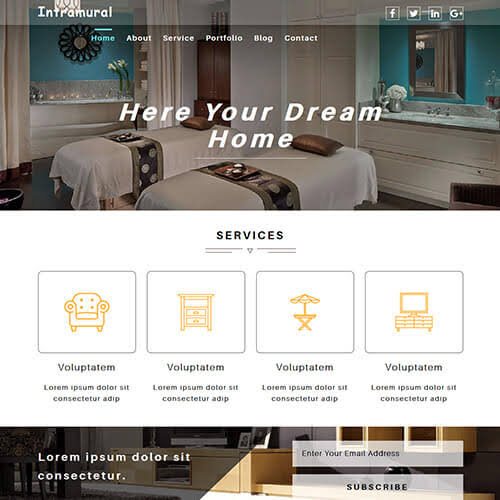 Intramural
Home About Service Portfolio Blog Contact
Here Your Dream
Home
SERVICES
Voluptatem Voluptatem Voluptatem Voluptatem
Lorem ipsum dolor sit Lorem ipsum dolor sit Lorem ipsum dolor sit Lorem ipsum dolor sit
consectetur adip consectetur adip consectetur adip consectetur adip
Lorem ipsum dolor sit
consectetur.
Enter Your Email Address
SUBSCRIBE